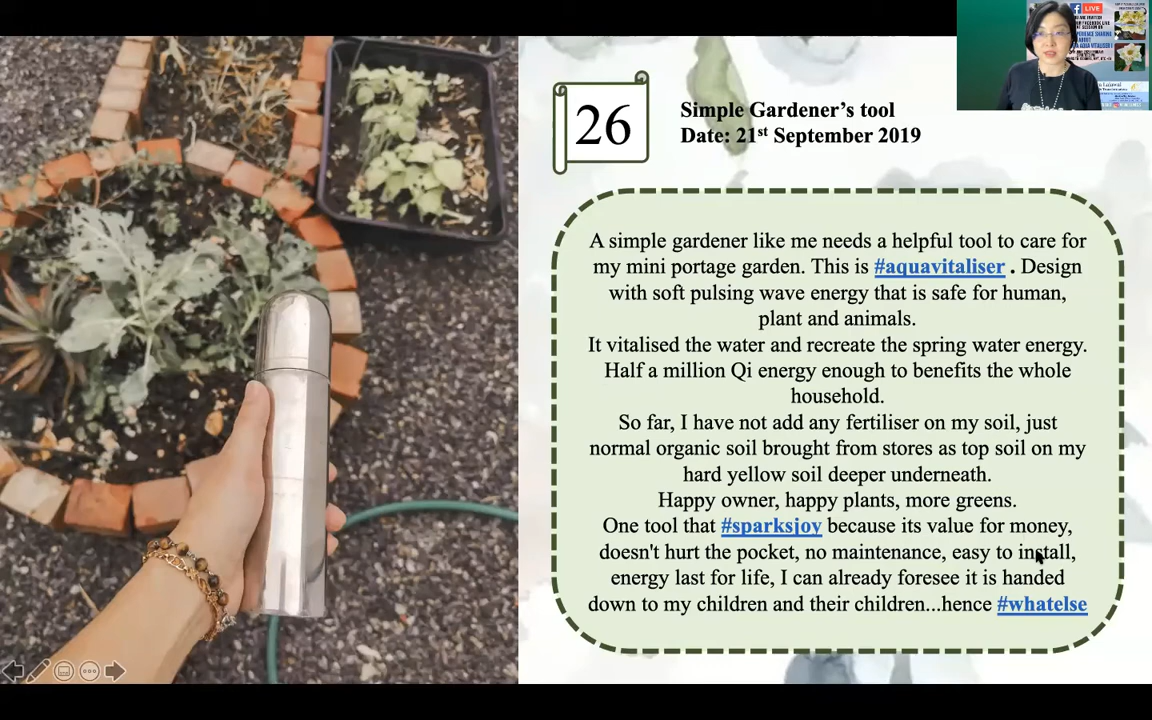 26
Simple Gardener's tool
Date: 21st September 2019
A simple gardener like me needs a helpful tool to care for
my mini portage garden. This is #aquavitaliser . Design
with soft pulsing wave energy that is safe for human,
plant and animals.
It vitalised the water and recreate the spring water energy.
Half a million Qi energy enough to benefits the whole
household.
So far, I have not add any fertiliser on my soil, just
normal organic soil brought from stores as top soil on my
hard yellow soil deeper underneath.
Happy owner, happy plants, more greens.
One tool that #sparksjoy because its value for money,
doesn't hurt the pocket, no maintenance, easy to install,
energy last for life, I can already foresee it is handed
down to my children and their children...hence #whatelse
LIVE